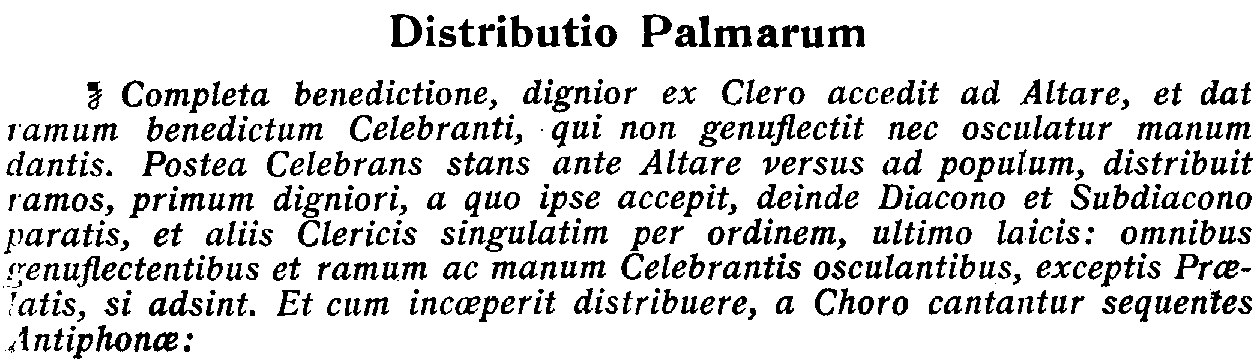 Distributio Palmarum
Completa benedictione, dignior ex Clero accedit ad Altare, et dat
ramum benedictum Celebranti, qui non genuflectit nec osculatur manum
dantis. Postea Celebrans stans ante Altare versus ad populum, distribuit
ramos, primum digniori, a quo ipse accepit, deinde Diacono et Subdiacono
paratis, et aliis Clericis singulatim per ordinem, ultimo laicis: omnibus
genuflectentibus et ramum ac manum Celebrantis osculantibus, exceptis Præ-
latis, si adsint. Et cum incœperit distribuere, a Choro cantantur sequentes
Antiphonæ: